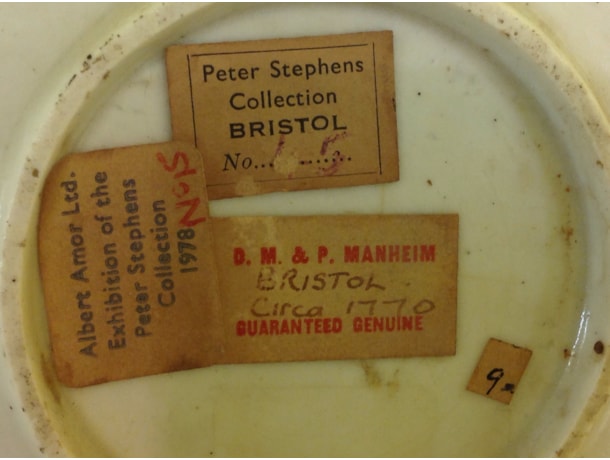 Peter Stephens
Collection
BRISTOL
No....5...
Albert Amor Ltd.
Exhibition of the
Peter Stephens
Collection
1978
D. M. & P. MANHEIM
BRISTOL.
Circa 1770
GUARANTEED GENUINE